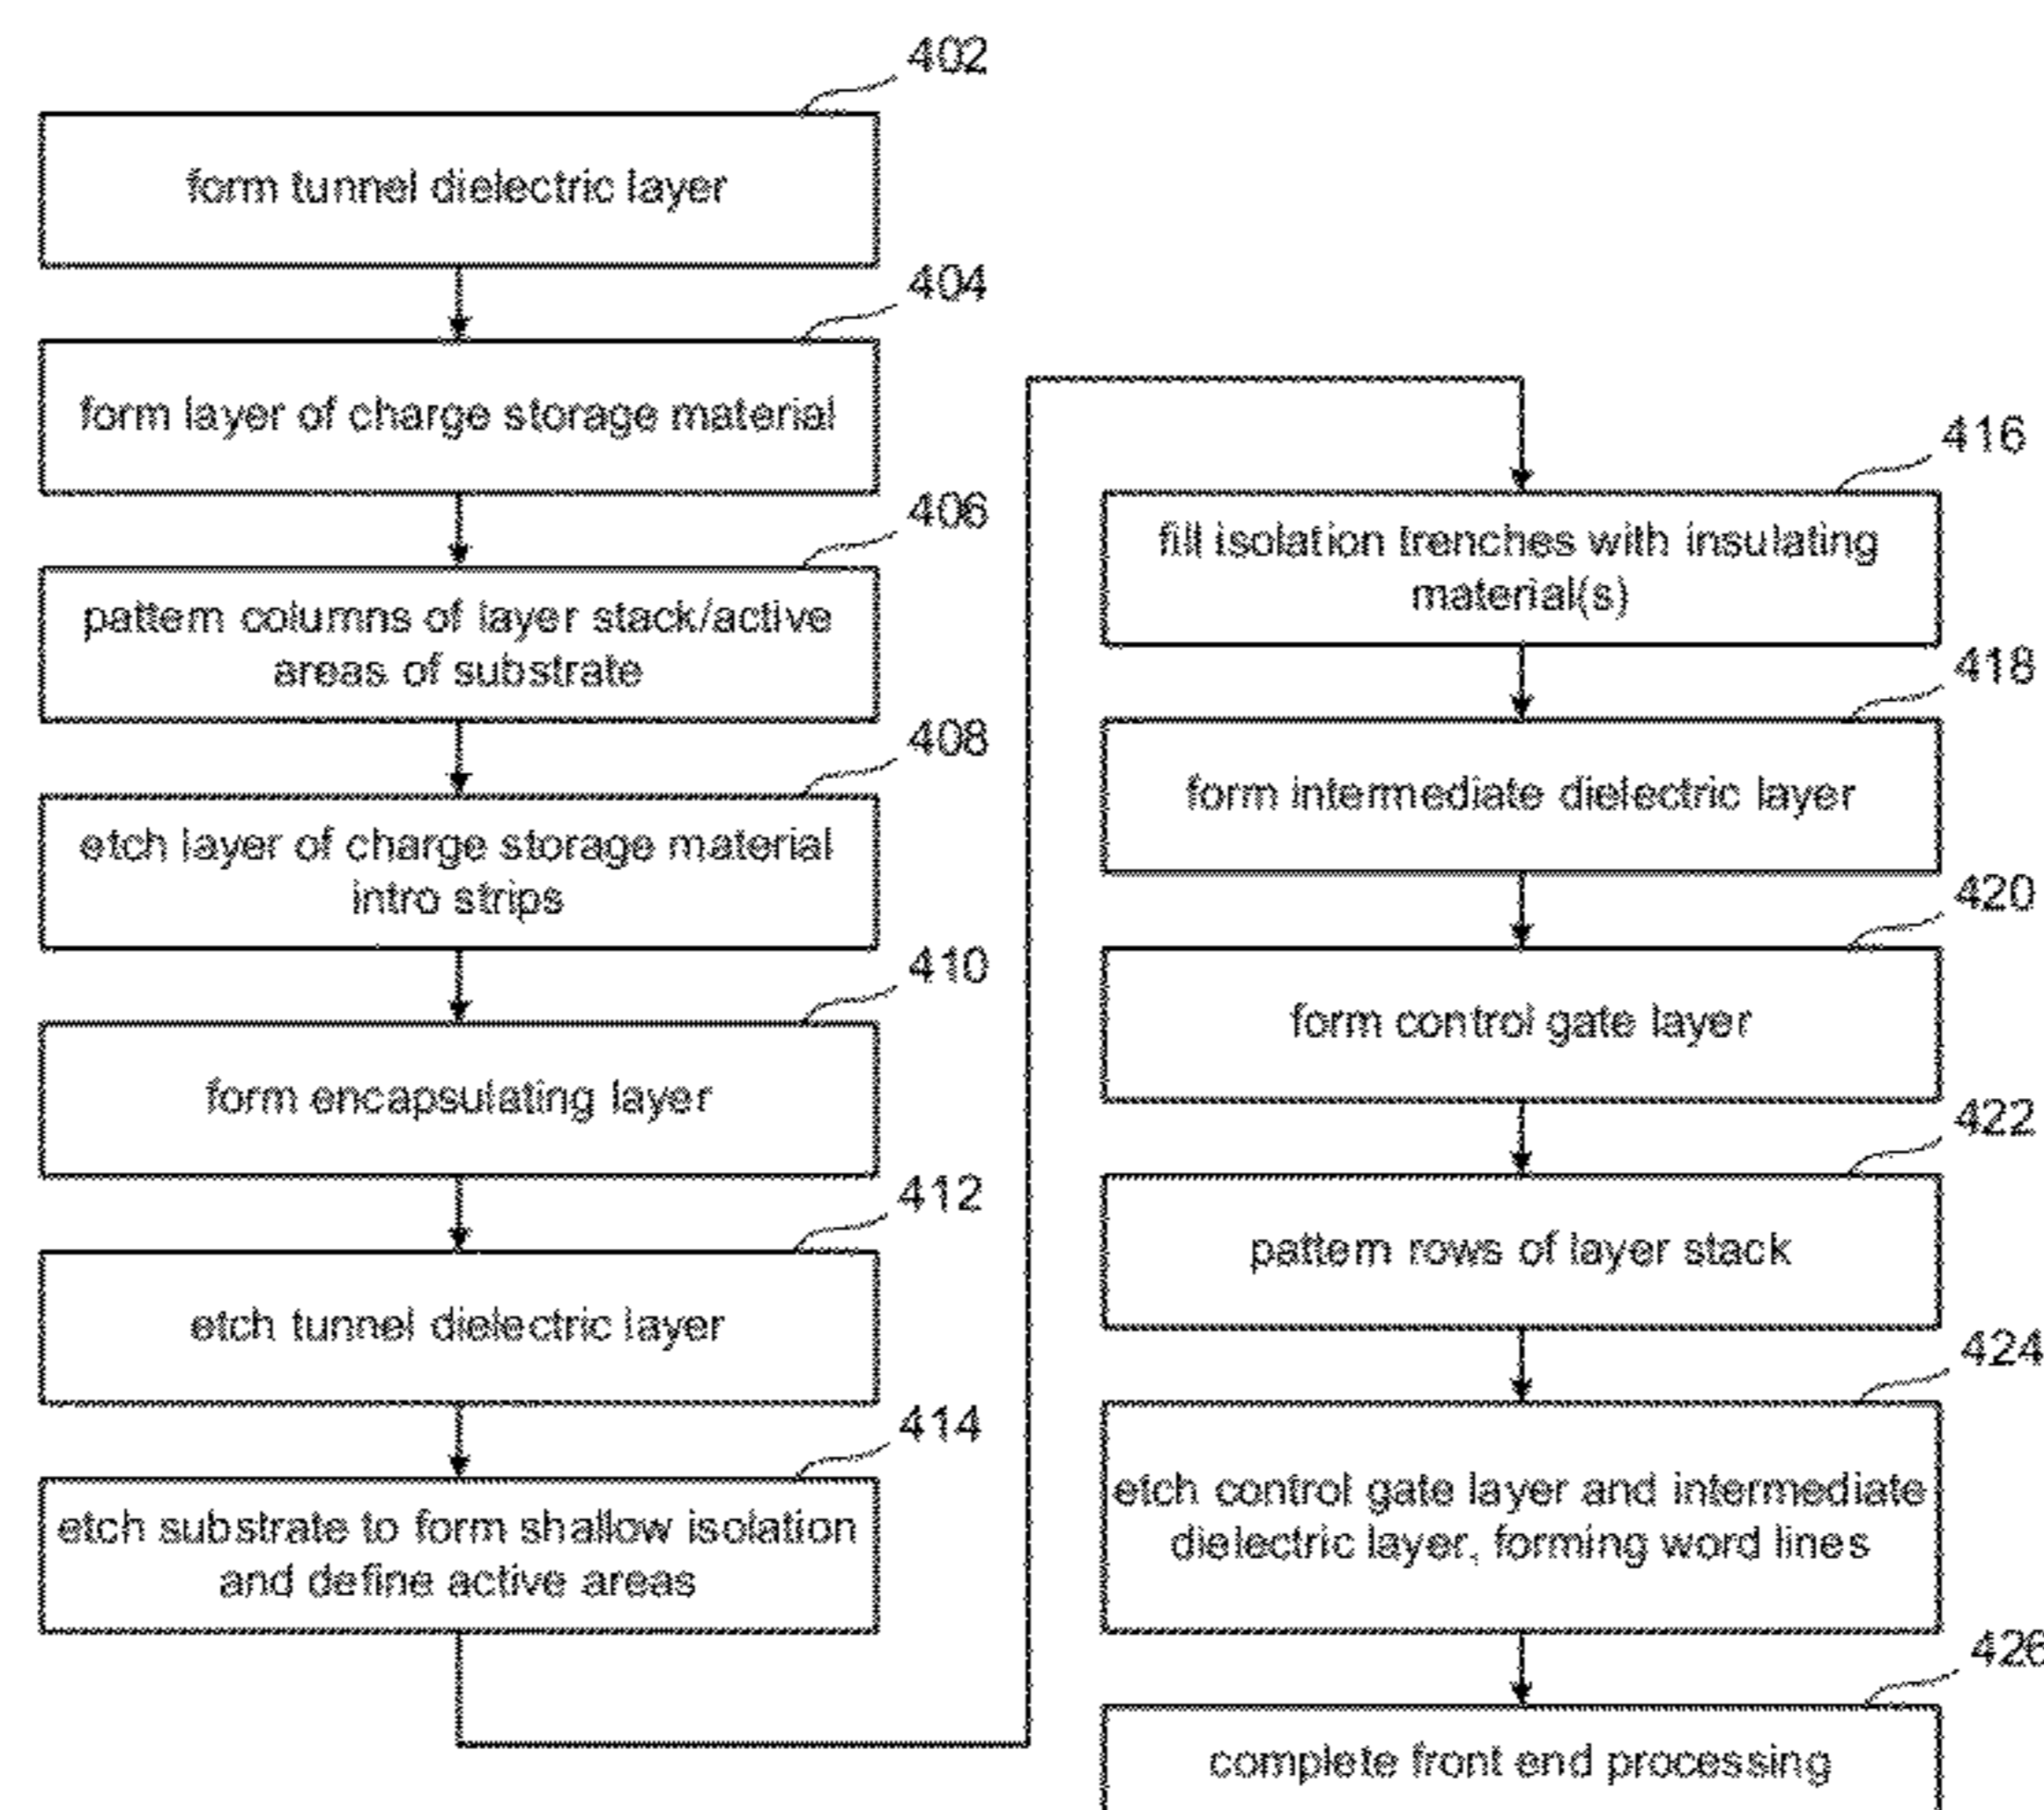 402
form tunnel dielectric layer
404
form layer of charge storage material
406
pattern columns of layer stack/active
areas of substrate
408
etch layer of charge storage material
intro strips
410
form encapsulating layer
412
etch tunnel dielectric layer
414
etch substrate to form shallow isolation
and define active areas
416
fill isolation trenches with insulating
material(s)
418
form intermediate dielectric layer
420
form control gate layer
422
pattern rows of layer stack
424
etch control gate layer and intermediate
dielectric layer, forming word lines
426
complete front end processing